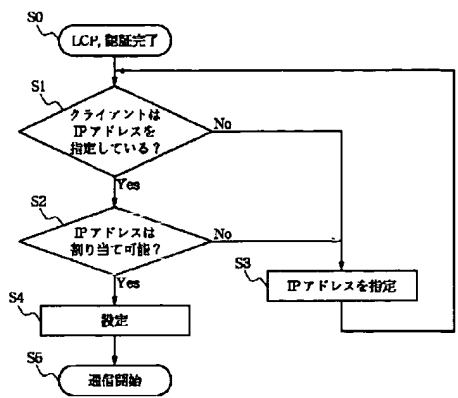 S0
LCP, 認証完了
S1
クライアントは
IPアドレスを
指定している？
No
Yes
S2
IPアドレスは
割り当て可能？
No
Yes
S3
IPアドレスを指定
S4
設定
S5
通信開始